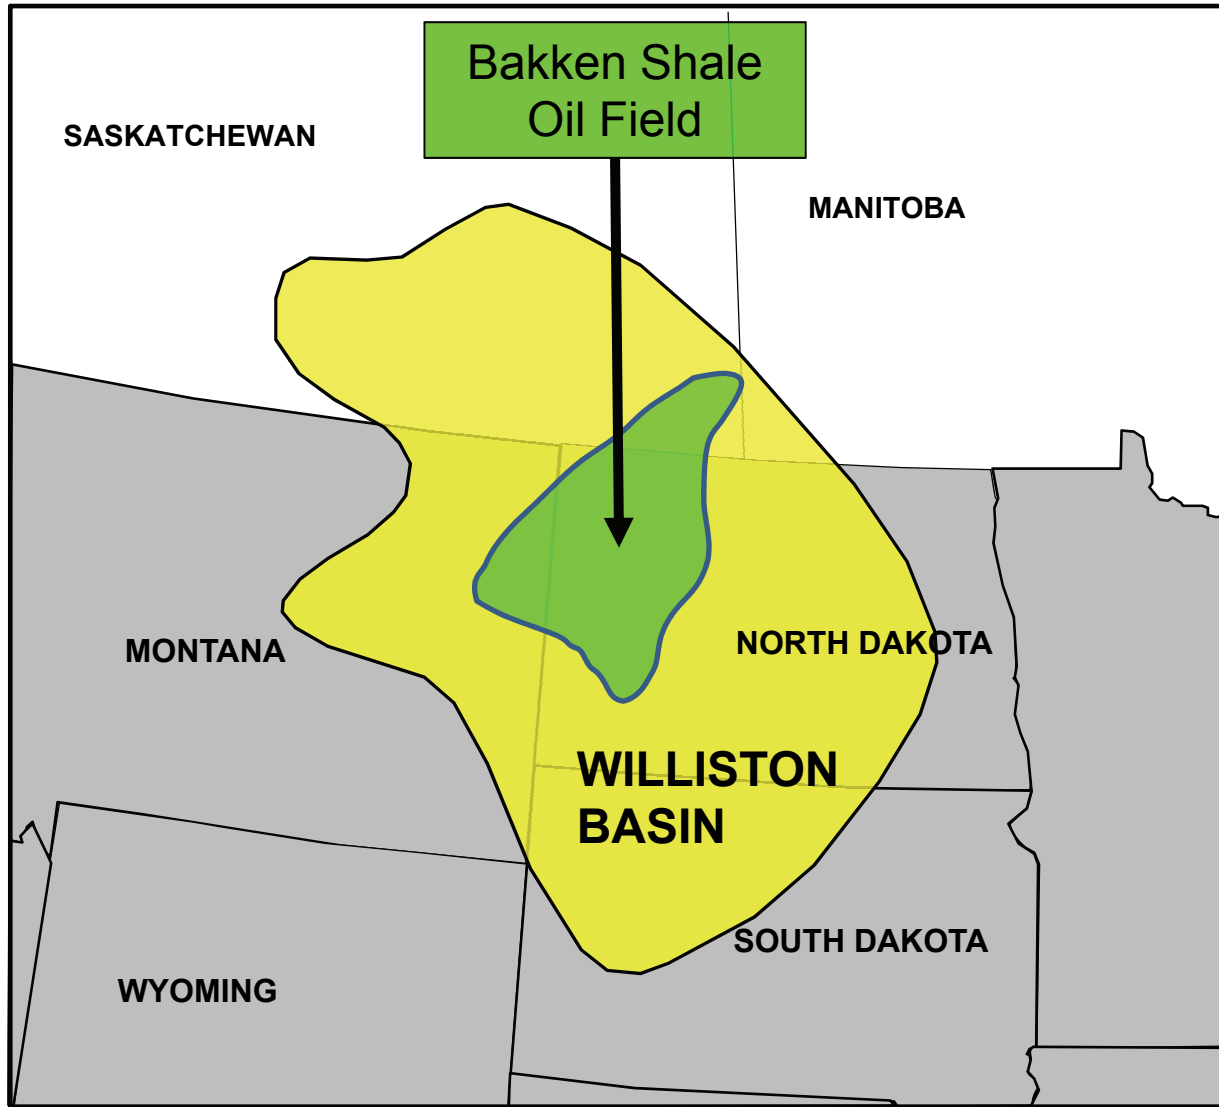 Bakken Shale
Oil Field
SASKATCHEWAN
MANITOBA
MONTANA
NORTH DAKOTA
WILLISTON
BASIN
SOUTH DAKOTA
WYOMING